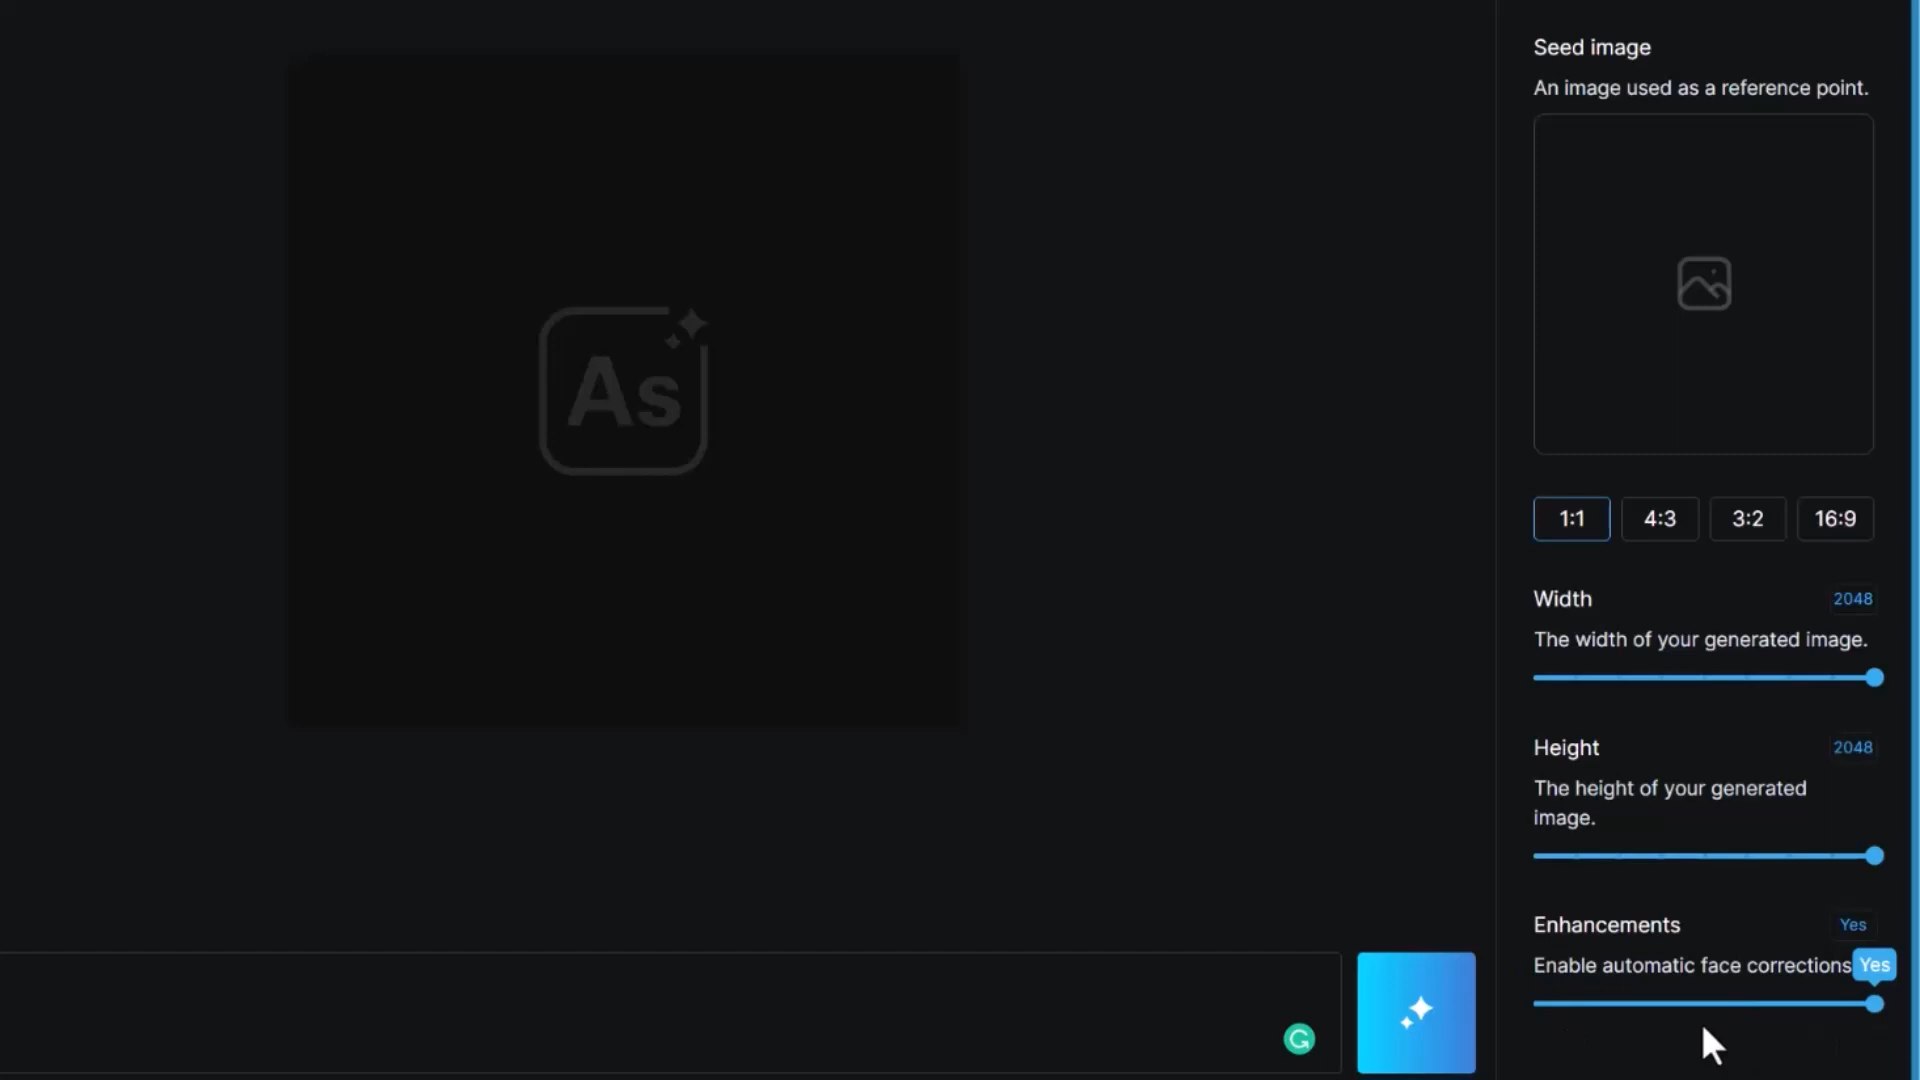 As
Seed image
An image used as a reference point.
1:1 4:3 3:2 16:9
Width 2048
The width of your generated image.
Height 2048
The height of your generated
image.
Enhancements Yes
Enable automatic face corrections Yes